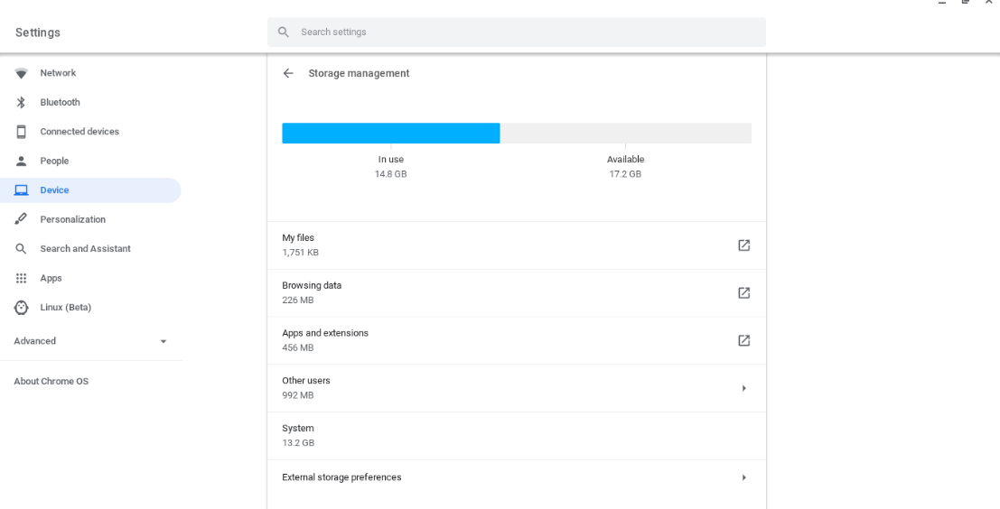 Settings
Search settings
Network
Bluetooth
Connected devices
People
Device
Personalization
Search and Assistant
Apps
Linux (Beta)
Advanced
About Chrome OS
Storage management
In use
14.8 GB
Available
17.2 GB
My files
1,751 KB
Browsing data
226 MB
Apps and extensions
456 MB
Other users
992 MB
System
13.2 GB
External storage preferences